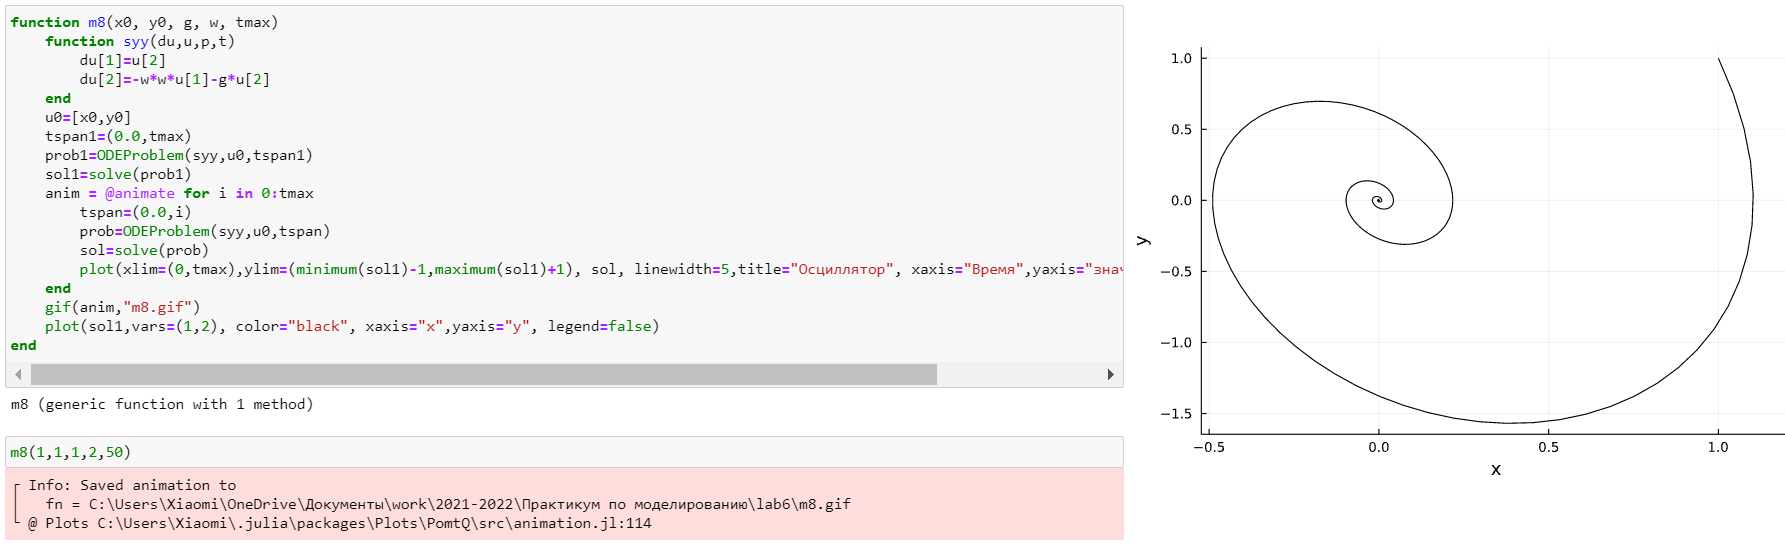 function m8(x0, y0, g, w, tmax)
    function syy(du,u,p,t)
        du[1]=u[2]
        du[2]=-w*w*u[1]-g*u[2]
    end
    u0=[x0,y0]
    tspan1=(0.0,tmax)
    prob1=ODEProblem(syy,u0,tspan1)
    sol1=solve(prob1)
    anim = @animate for i in 0:tmax
        tspan=(0.0,i)
        prob=ODEProblem(syy,u0,tspan)
        sol=solve(prob)
        plot(xlim=(0,tmax),ylim=(minimum(sol1)-1,maximum(sol1)+1), sol, linewidth=5,title="Осциллятор", xaxis="Время",yaxis="знач
    end
    gif(anim,"m8.gif")
    plot(sol1,vars=(1,2), color="black", xaxis="x",yaxis="y", legend=false)
end
m8 (generic function with 1 method)
m8(1,1,1,2,50)
┌ Info: Saved animation to
│   fn = C:\Users\Xiaomi\OneDrive\Документы\work\2021-2022\Практикум по моделированию\lab6\m8.gif
└ @ Plots C:\Users\Xiaomi\.julia\packages\Plots\PomtQ\src\animation.jl:114
1.0
0.5
0.0
−0.5
−1.0
−1.5
y
−0.5 0.0 0.5 1.0
x